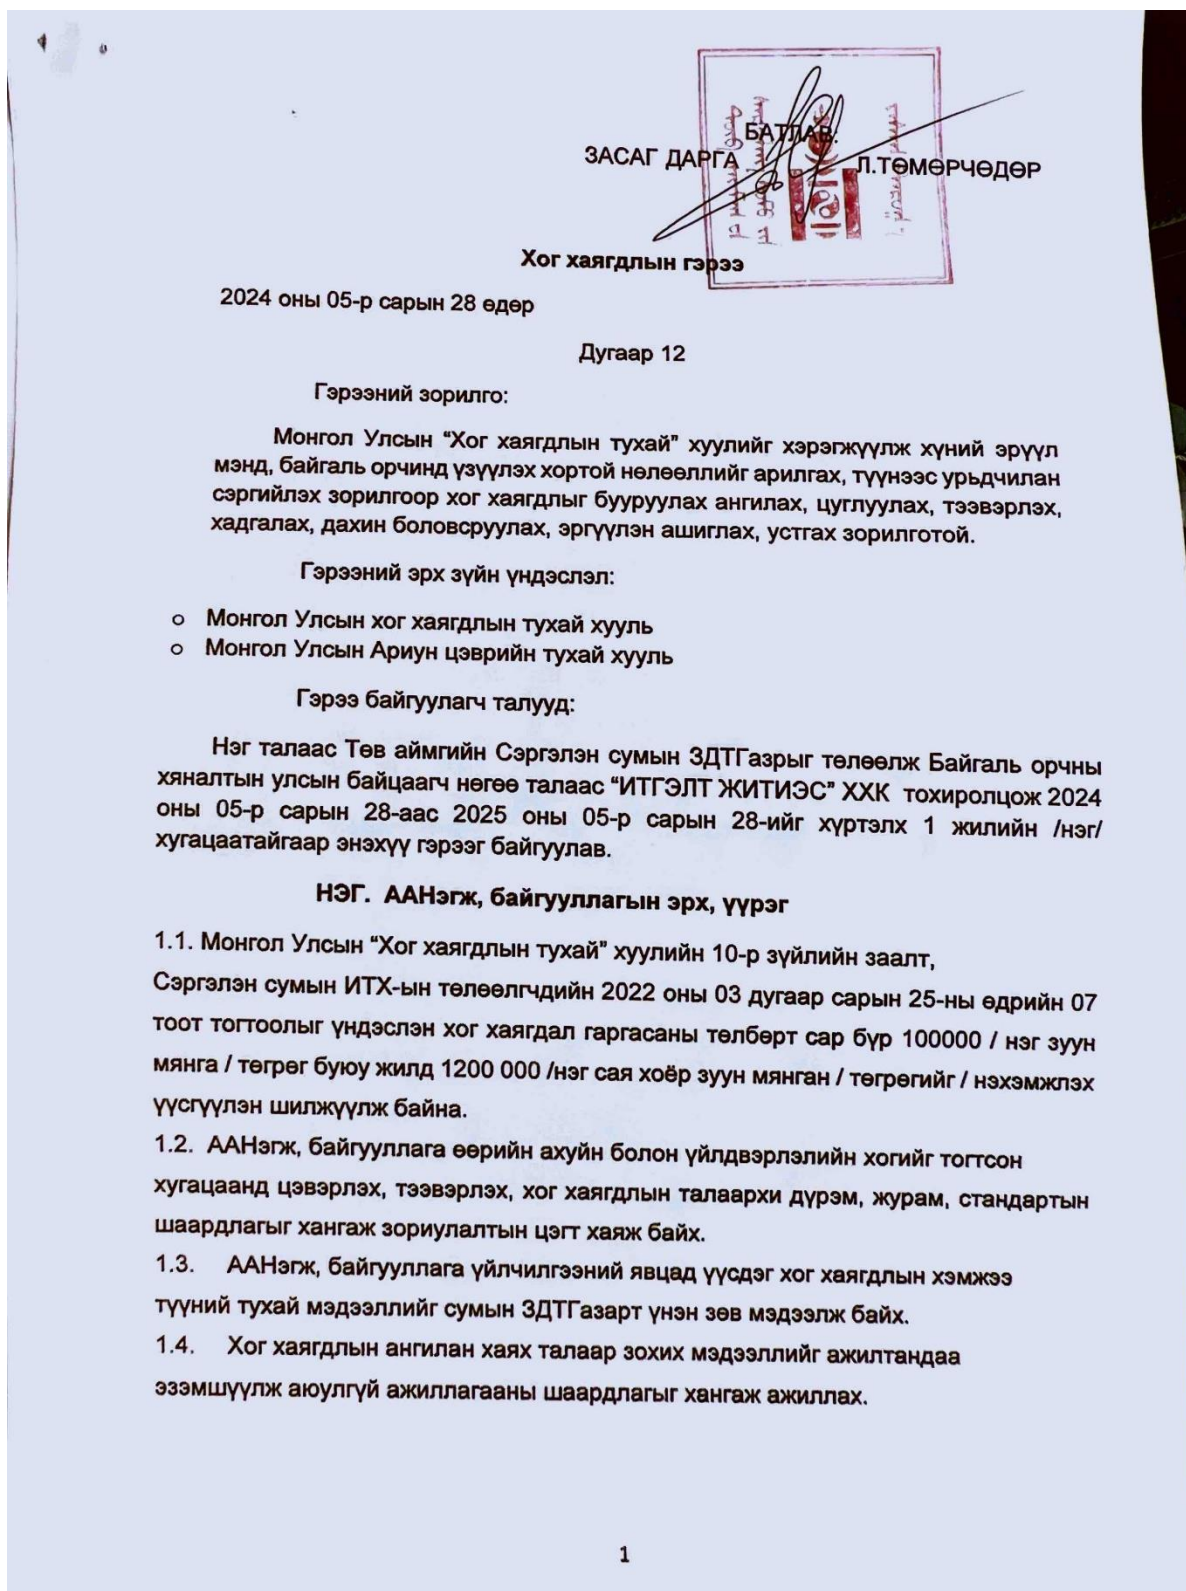 БАТЛАВ:
ЗАСАГ ДАРГА Л.ТӨМӨРЧӨДӨР
Хог хаягдлын гэрээ
2024 оны 05-р сарын 28 өдөр
Дугаар 12
Гэрээний зорилго:
Монгол Улсын “Хог хаягдлын тухай” хуулийг хэрэгжүүлж хүний эрүүл
мэнд, байгаль орчинд үзүүлэх хортой нөлөөллийг арилгах, түүнээс урьдчилан
сэргийлэх зорилгоор хог хаягдлыг бууруулах ангилах, цуглуулах, тээвэрлэх,
хадгалах, дахин боловсруулах, эргүүлэн ашиглах, устгах зорилготой.
Гэрээний эрх зүйн үндэслэл:
o Монгол Улсын хог хаягдлын тухай хууль
o Монгол Улсын Ариун цэврийн тухай хууль
Гэрээ байгуулагч талууд:
Нэг талаас Төв аймгийн Сэргэлэн сумын ЗДТГазрыг төлөөлж Байгаль орчны
хяналтын улсын байцаагч нөгөө талаас “ИТГЭЛТ ЖИТИЭС” ХХК тохиролцож 2024
оны 05-р сарын 28-аас 2025 оны 05-р сарын 28-ийг хүртэлх 1 жилийн /нэг/
хугацаатайгаар энэхүү гэрээг байгуулав.
НЭГ. ААНэгж, байгууллагын эрх, үүрэг
1.1. Монгол Улсын “Хог хаягдлын тухай” хуулийн 10-р зүйлийн заалт,
Сэргэлэн сумын ИТХ-ын төлөөлгчдийн 2022 оны 03 дугаар сарын 25-ны өдрийн 07
тоот тогтоолыг үндэслэн хог хаягдал гаргасаны төлбөрт сар бүр 100000 / нэг зуун
мянга / төгрөг буюу жилд 1200 000 /нэг сая хоёр зуун мянган / төгрөгийг / нэхэмжлэх
үүсгүүлэн шилжүүлж байна.
1.2. ААНэгж, байгууллага өөрийн ахуйн болон үйлдвэрлэлийн хогийг тогтсон
хугацаанд цэвэрлэх, тээвэрлэх, хог хаягдлын талаархи дүрэм, журам, стандартын
шаардлагыг хангаж зориулалтын цэгт хаяж байх.
1.3. ААНэгж, байгууллага үйлчилгээний явцад үүсдэг хог хаягдлын хэмжээ
түүний тухай мэдээллийг сумын ЗДТГазарт үнэн зөв мэдээлж байх.
1.4. Хог хаягдлын ангилан хаях талаар зохих мэдээллийг ажилтандаа
эзэмшүүлж аюулгүй ажиллагааны шаардлагыг хангаж ажиллах.
1